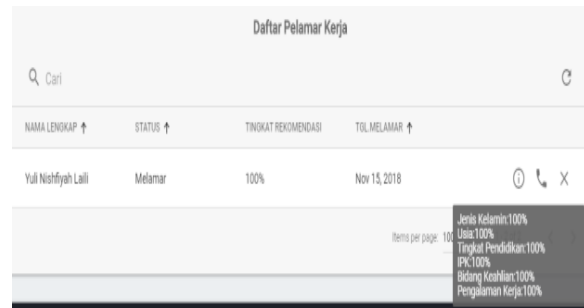 Daftar Pelamar Kerja
Cari
NAMA LENGKAP ↑ STATUS ↑ TINGKAT REKOMENDASI TGL.MELAMAR ↑
Yuli Nishfiyah Laili Melamar 100% Nov 15, 2018
Items per page: 100
Jenis Kelamin:100%
Usia:100%
Tingkat Pendidikan:100%
IPK:100%
Bidang Keahlian:100%
Pengalaman Kerja:100%